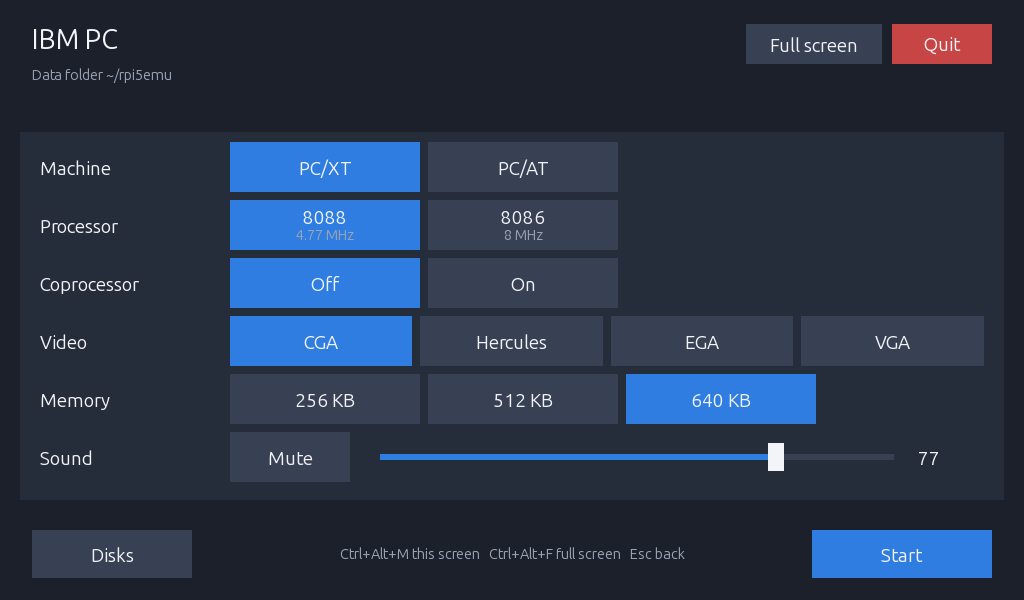 IBM PC
Data folder ~/rpi5emu
Full screen
Quit
Machine
PC/XT
PC/AT
Processor
8088
4.77 MHz
8086
8 MHz
Coprocessor
Off
On
Video
CGA
Hercules
EGA
VGA
Memory
256 KB
512 KB
640 KB
Sound
Mute
77
Disks
Ctrl+Alt+M this screen Ctrl+Alt+F full screen Esc back
Start